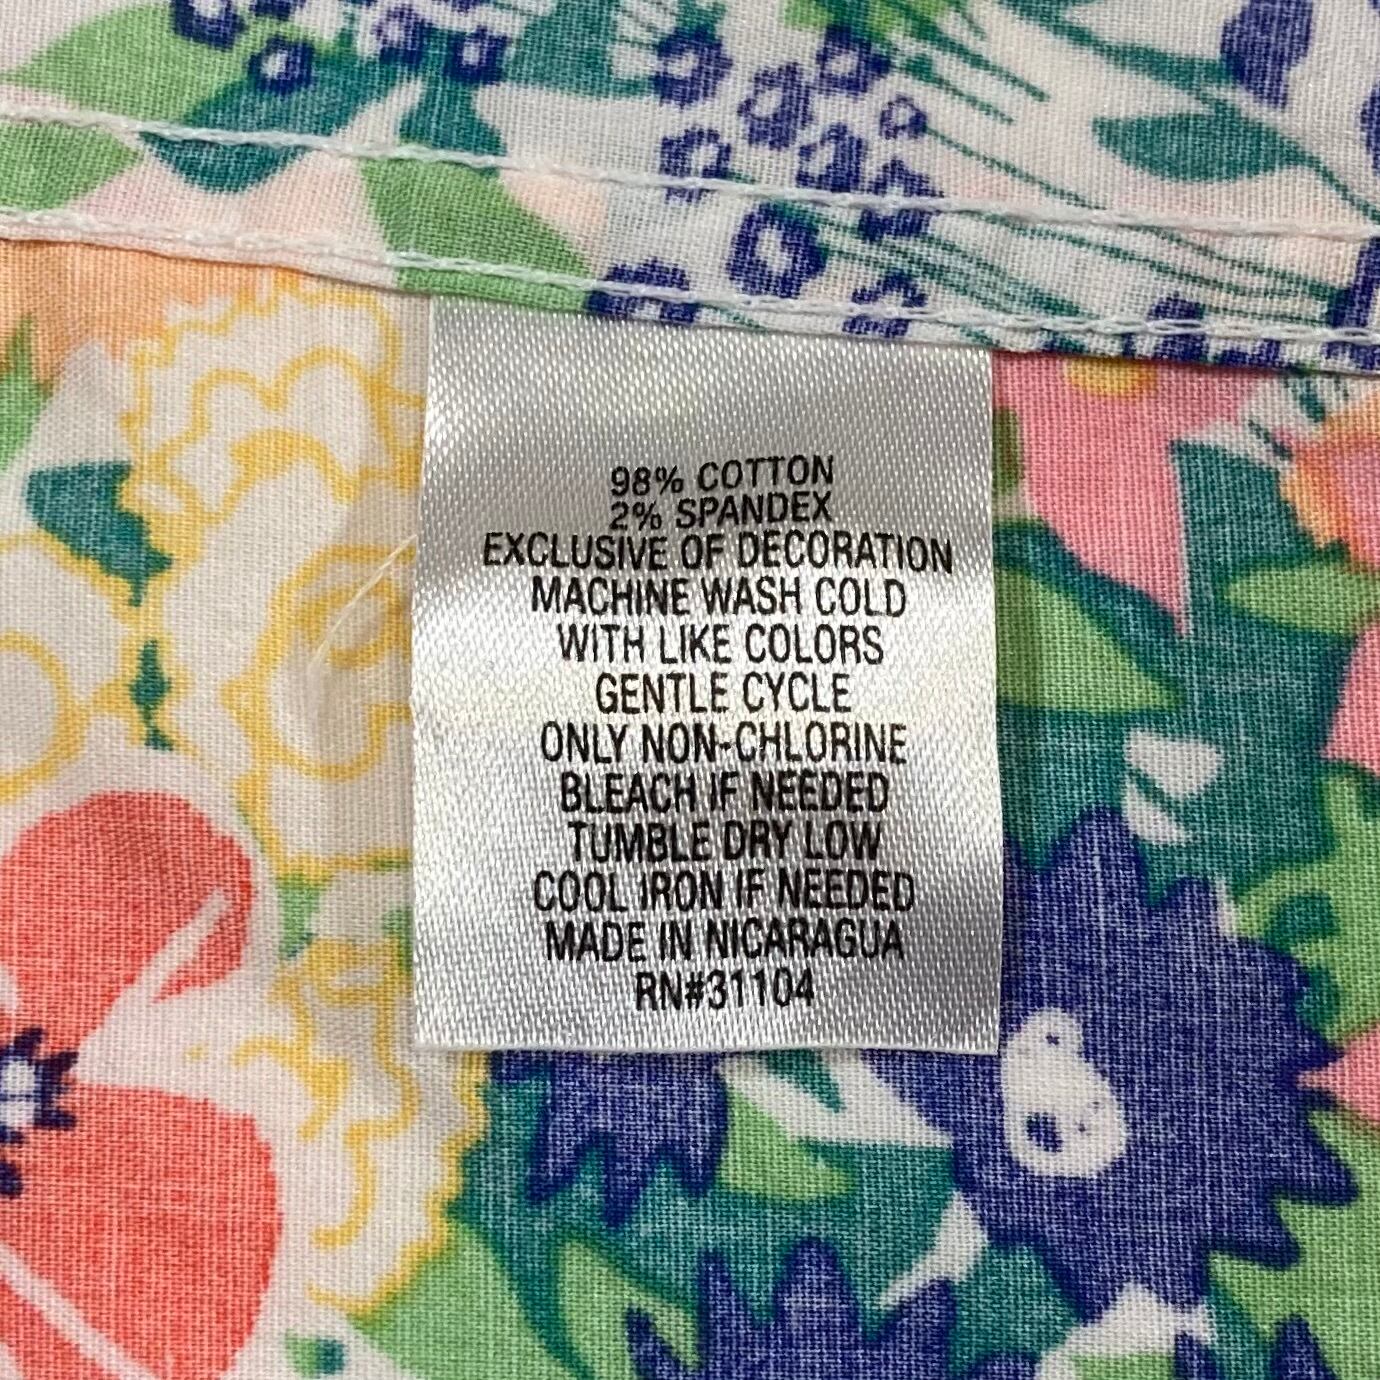 98% COTTON
2% SPANDEX
EXCLUSIVE OF DECORATION
MACHINE WASH COLD
WITH LIKE COLORS
GENTLE CYCLE
ONLY NON-CHLORINE
BLEACH IF NEEDED
TUMBLE DRY LOW
COOL IRON IF NEEDED
MADE IN NICARAGUA
RN#31104